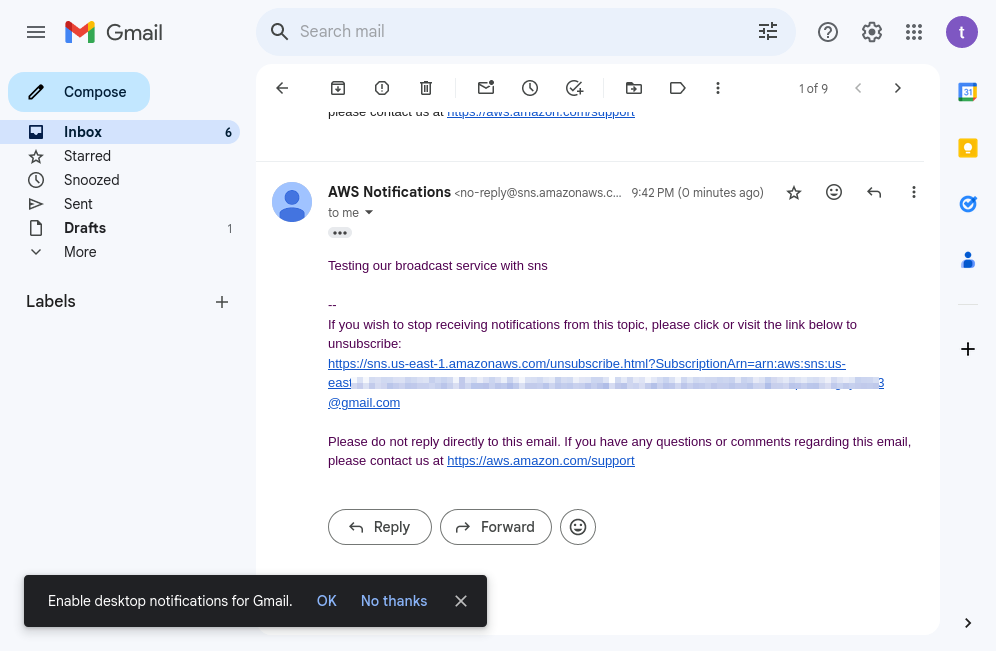 Gmail
Search mail
Compose
Inbox 6
Starred
Snoozed
Sent
Drafts 1
More
Labels
1 of 9
31
t
please contact us at https://aws.amazon.com/support
AWS Notifications <no-reply@sns.amazonaws.c... 9:42 PM (0 minutes ago)
to me
Testing our broadcast service with sns
--
If you wish to stop receiving notifications from this topic, please click or visit the link below to
unsubscribe:
https://sns.us-east-1.amazonaws.com/unsubscribe.html?SubscriptionArn=arn:aws:sns:us-
east
3
@gmail.com
Please do not reply directly to this email. If you have any questions or comments regarding this email,
please contact us at https://aws.amazon.com/support
Reply
Forward
Enable desktop notifications for Gmail. OK No thanks